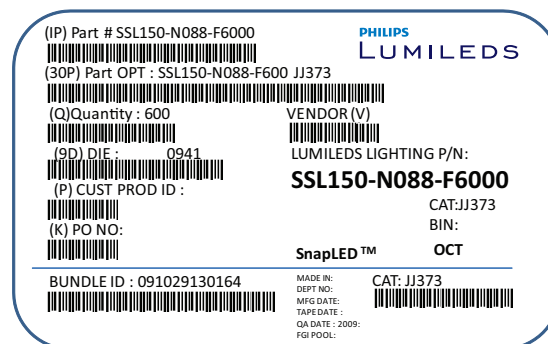 (IP) Part # SSL150-N088-F6000
PHILIPS
LUMILEDS
(30P) Part OPT : SSL150-N088-F600 JJ373
(Q)Quantity : 600
VENDOR (V)
(9D) DIE : 0941
LUMILEDS LIGHTING P/N:
SSL150-N088-F6000
(P) CUST PROD ID :
CAT:JJ373
(K) PO NO:
BIN:
SnapLED™ OCT
BUNDLE ID : 091029130164
MADE IN:
DEPT NO:
MFG DATE:
TAPE DATE :
QA DATE : 2009:
FGI POOL:
CAT: JJ373